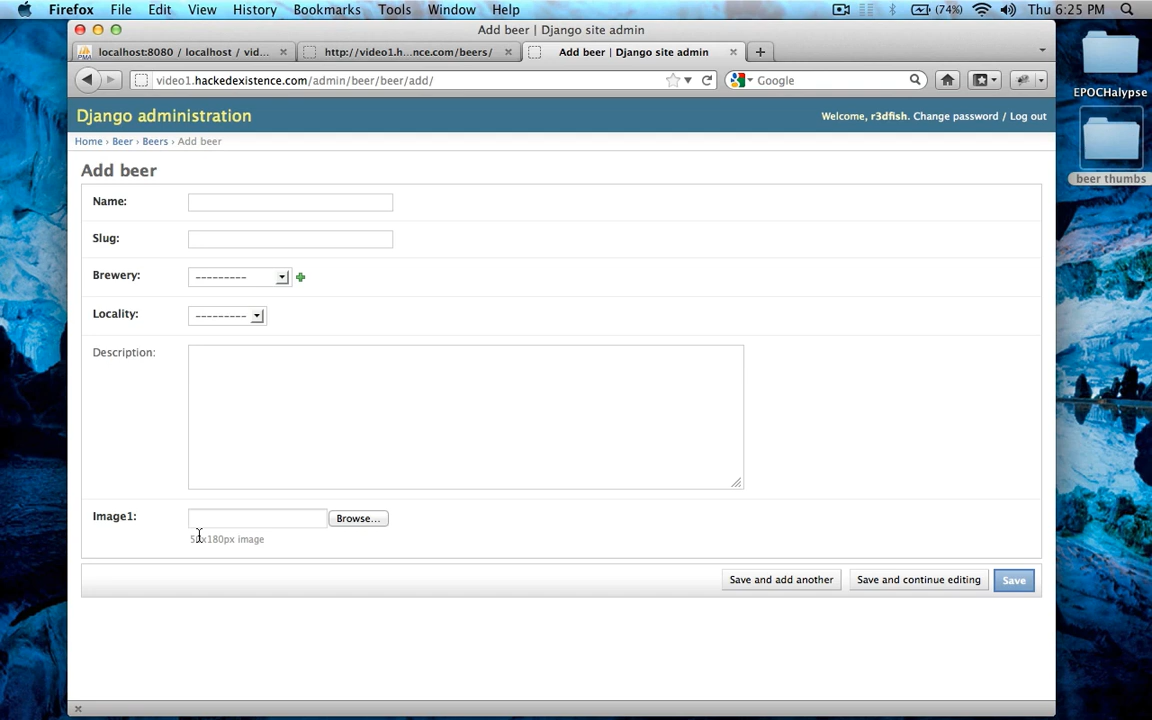 Firefox File Edit View History Bookmarks Tools Window Help (74%) Thu 6:25 PM
Add beer | Django site admin
localhost:8080 / localhost / vid... http://video1.h...nce.com/beers/ Add beer | Django site admin
video1.hackedexistence.com/admin/beer/beer/add/ Google
EPOCHalypse
beer thumbs
Django administration
Welcome, r3dfish. Change password / Log out
Home › Beer › Beers › Add beer
Add beer
Name:
Slug:
Brewery: ---------
Locality: ---------
Description:
Image1: Browse...
image
Save and add another Save and continue editing Save